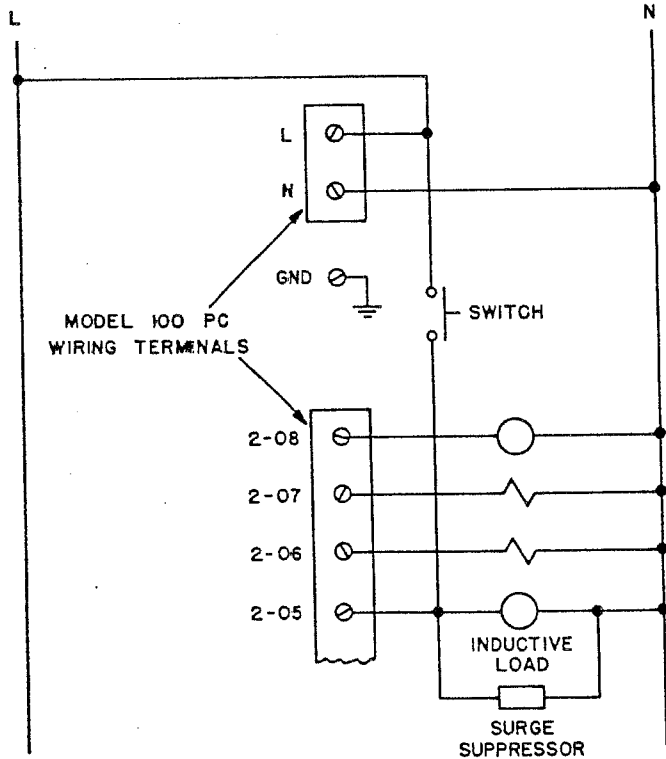 L
N
L
N
GND
SWITCH
MODEL 100 PC
WIRING TERMINALS
2-08
2-07
2-06
2-05
INDUCTIVE
LOAD
SURGE
SUPPRESSOR